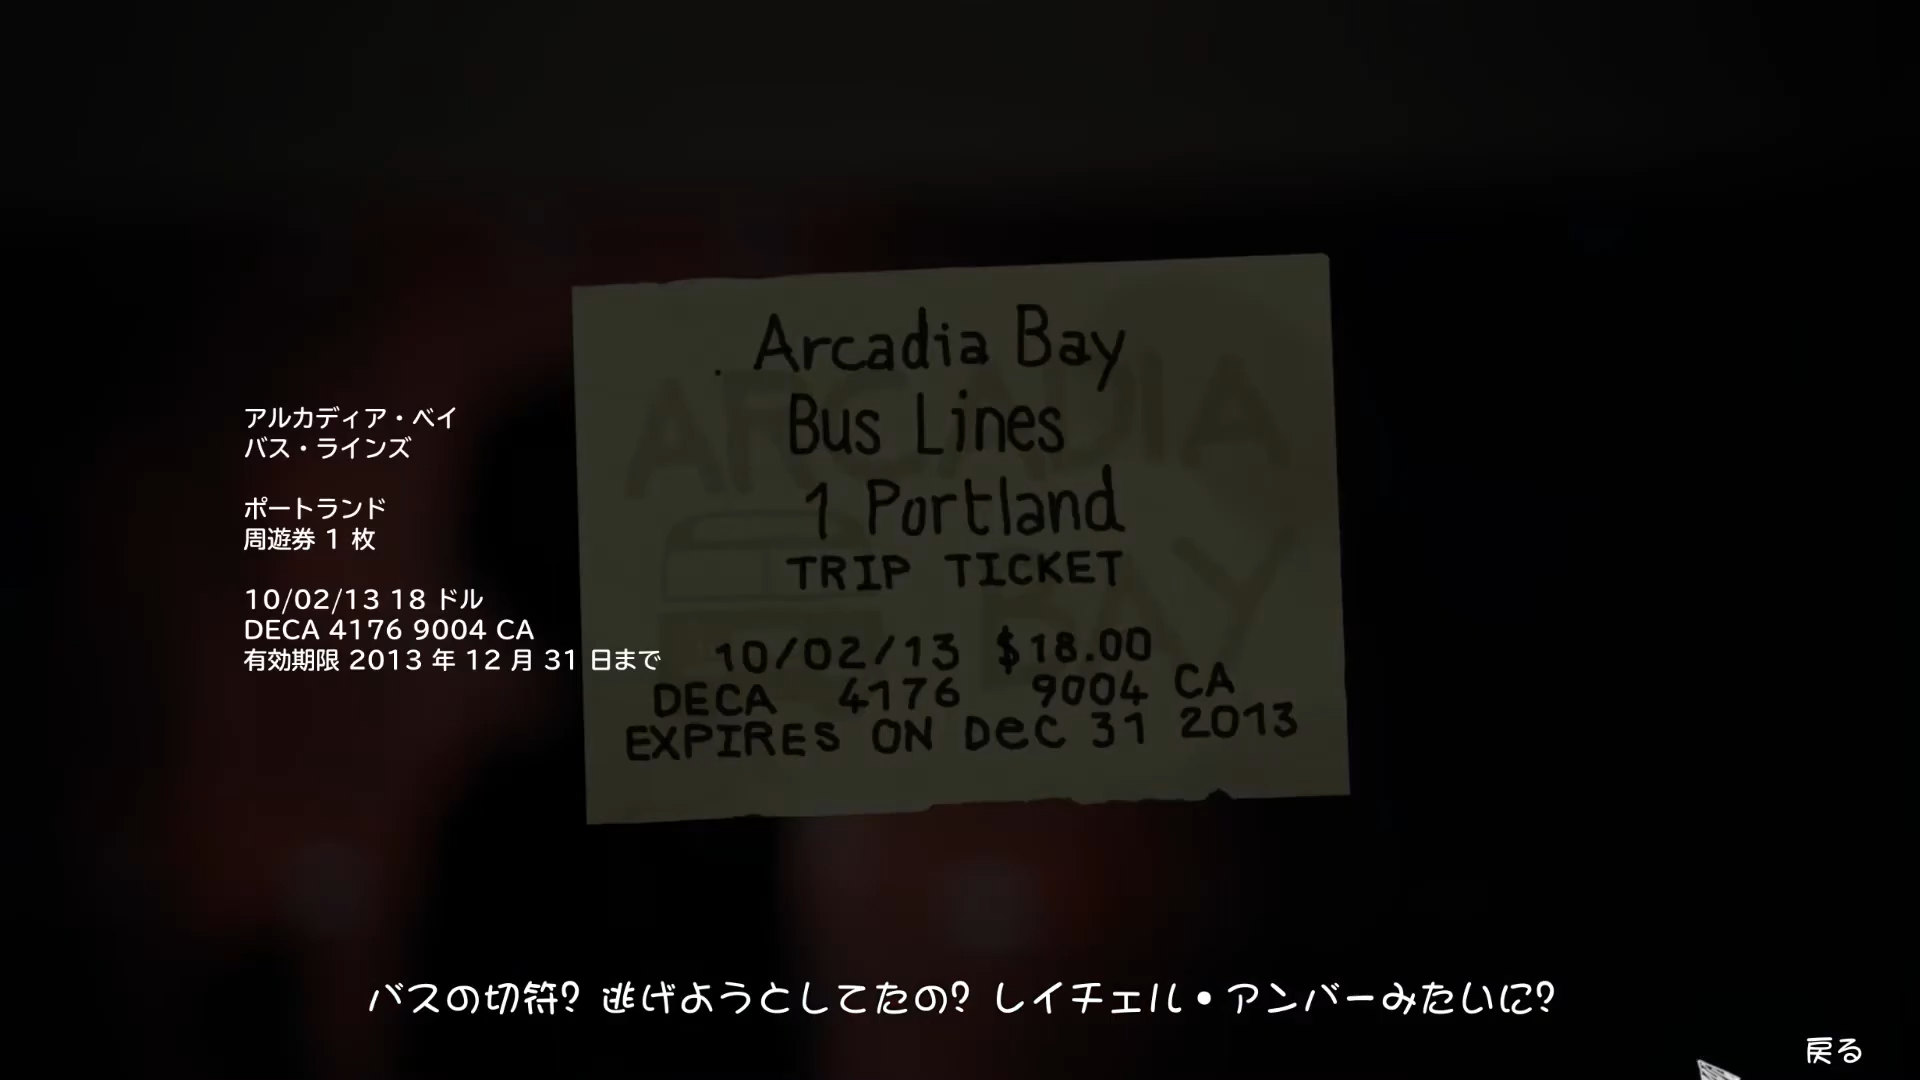 アルカディア・ベイ
バス・ラインズ
ポートランド
周遊券 1 枚
10/02/13 18 ドル
DECA 4176 9004 CA
有効期限 2013 年 12 月 31 日まで
ARCADIA
BAY
Arcadia Bay
Bus Lines
1 Portland
TRIP TICKET
10/02/13 $18.00
DECA 4176 9004 CA
EXPIRES ON DeC 31 2013
バスの切符? 逃げようとしてたの? レイチェル・アンバーみたいに?
戻る